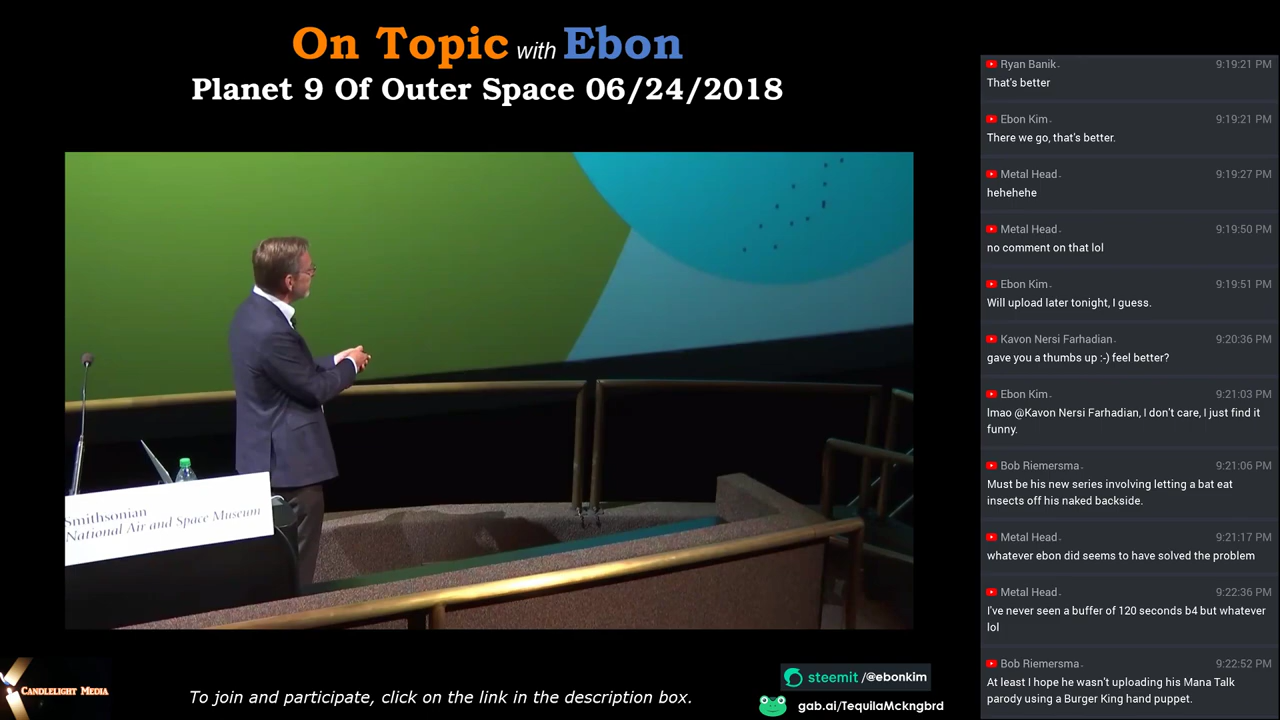 On Topic with Ebon
Planet 9 Of Outer Space 06/24/2018
Smithsonian
National Air and Space Museum
CANDLELIGHT MEDIA
To join and participate, click on the link in the description box.
steemit /@ebonkim
gab.ai/TequilaMckngbrd
Ryan Banik. 9:19:21 PM
That's better
Ebon Kim. 9:19:21 PM
There we go, that's better.
Metal Head. 9:19:27 PM
hehehehe
Metal Head. 9:19:50 PM
no comment on that lol
Ebon Kim. 9:19:51 PM
Will upload later tonight, I guess.
Kavon Nersi Farhadian. 9:20:36 PM
gave you a thumbs up :-) feel better?
Ebon Kim. 9:21:03 PM
lmao @Kavon Nersi Farhadian, I don't care, I just find it
funny.
Bob Riemersma. 9:21:06 PM
Must be his new series involving letting a bat eat
insects off his naked backside.
Metal Head. 9:21:17 PM
whatever ebon did seems to have solved the problem
Metal Head. 9:22:36 PM
I've never seen a buffer of 120 seconds b4 but whatever
lol
Bob Riemersma. 9:22:52 PM
At least I hope he wasn't uploading his Mana Talk
parody using a Burger King hand puppet.